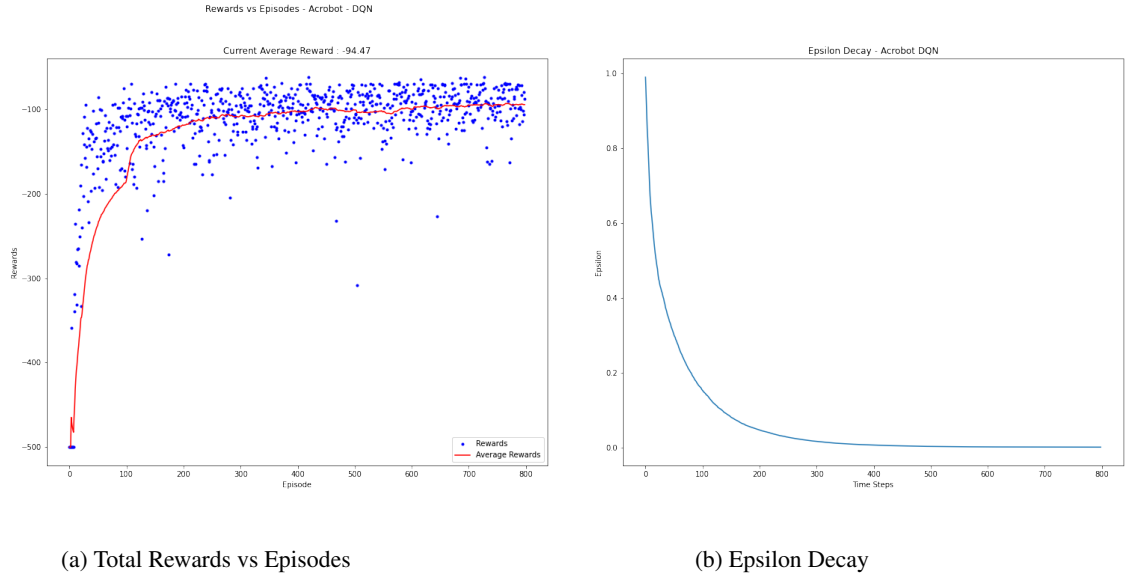 Rewards vs Episodes - Acrobot - DQN
Current Average Reward : -94.47
−100
−200
−300
−400
−500
Rewards
0 100 200 300 400 500 600 700 800
Episode
Rewards
Average Rewards
Epsilon Decay - Acrobot DQN
1.0
0.8
0.6
0.4
0.2
0.0
Epsilon
0 100 200 300 400 500 600 700 800
Time Steps
(a) Total Rewards vs Episodes
(b) Epsilon Decay